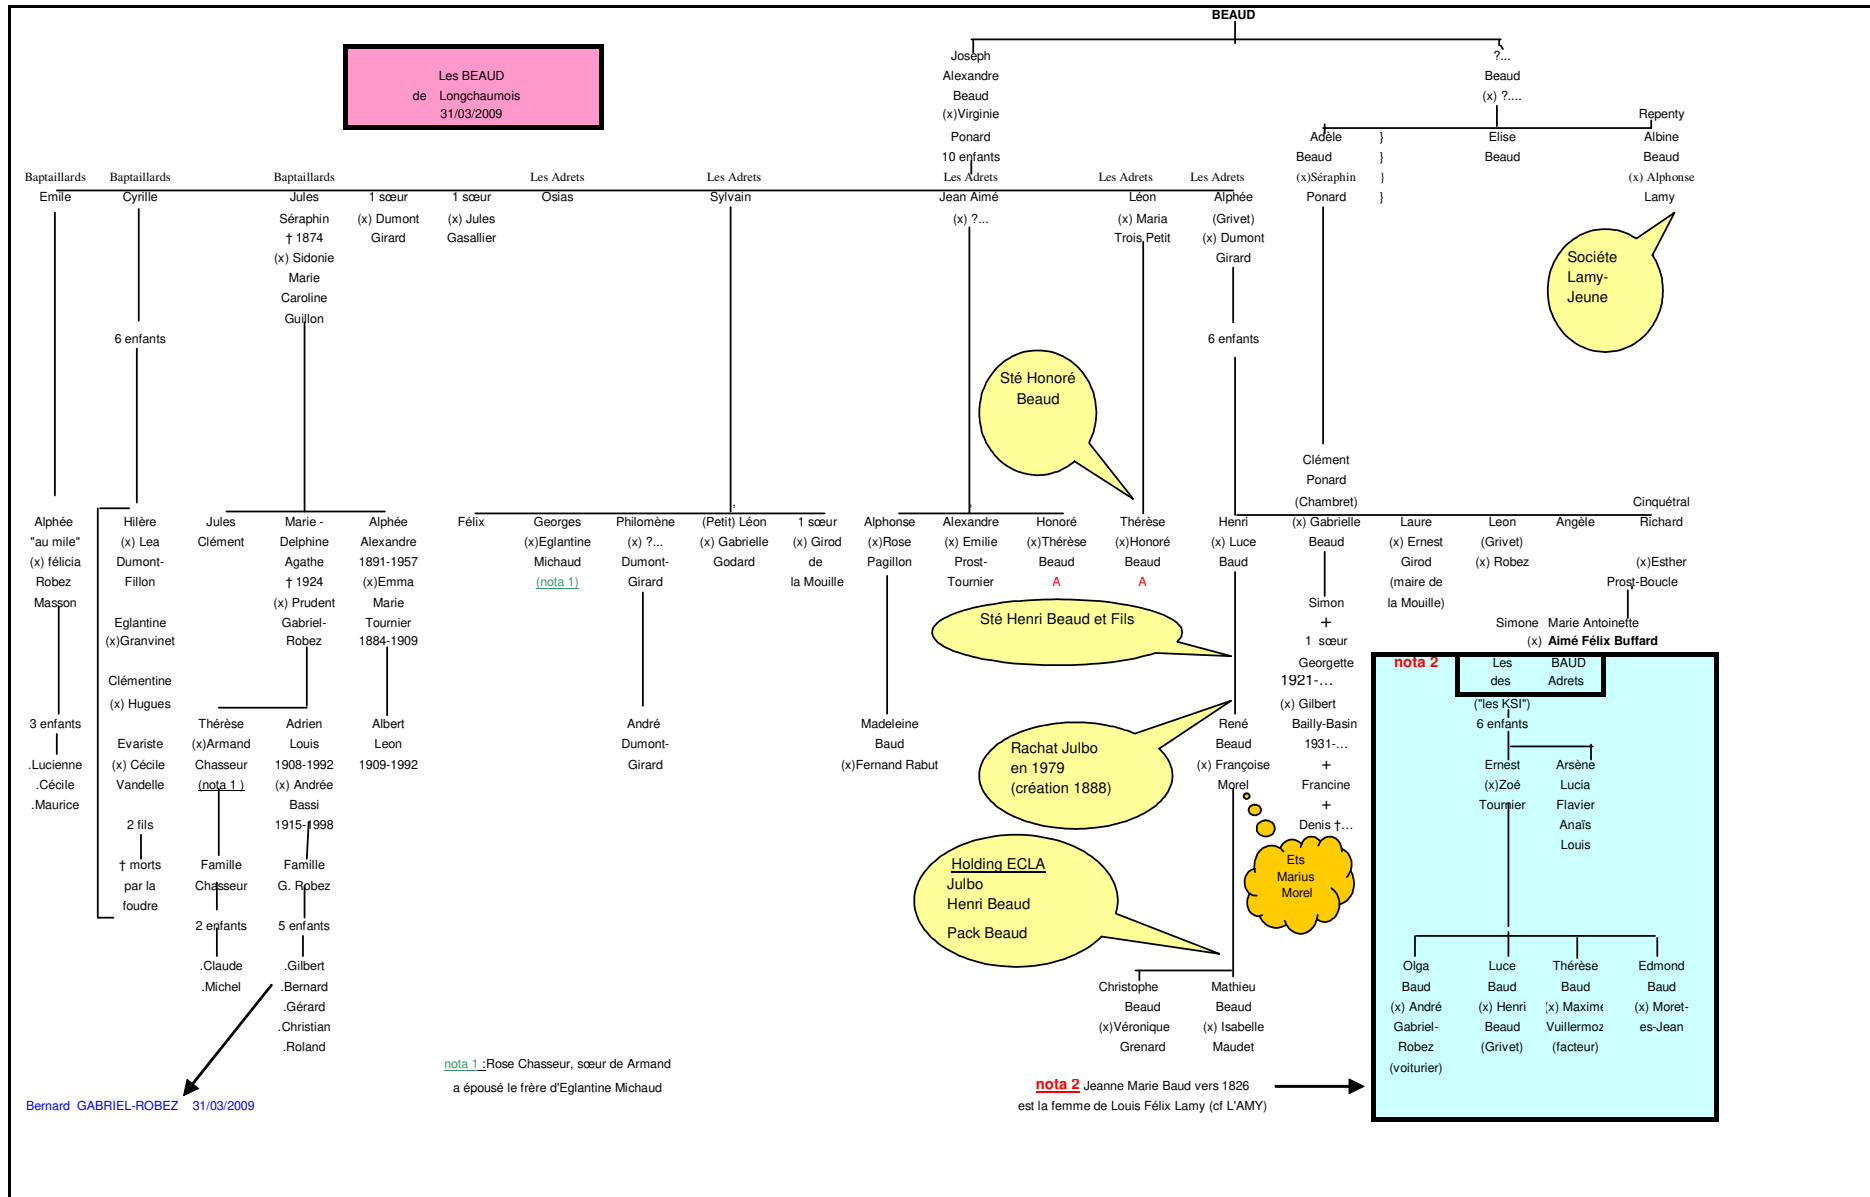 BEAUD
Les BEAUD
de Longchaumois
31/03/2009
Joseph
Alexandre
Beaud
(x)Virginie
Ponard
10 enfants
?...
Beaud
(x) ?....
Repenty
Adèle }
Beaud }
(x)Séraphin }
Ponard }
Elise
Beaud
Albine
Beaud
(x) Alphonse
Lamy
Sociéte
Lamy-
Jeune
Baptaillards
Emile
Baptaillards
Cyrille
6 enfants
Baptaillards
Jules
Séraphin
† 1874
(x) Sidonie
Marie
Caroline
Guillon
1 sœur
(x) Dumont
Girard
1 sœur
(x) Jules
Gasallier
Les Adrets
Osias
Les Adrets
Sylvain
Les Adrets
Jean Aimé
(x) ?...
Les Adrets
Léon
(x) Maria
Trois Petit
Les Adrets
Alphée
(Grivet)
(x) Dumont
Girard
6 enfants
Sté Honoré
Beaud
Clément
Ponard
(Chambret)
(x) Gabrielle
Beaud
Alphée
"au mile"
(x) félicia
Robez
Masson
3 enfants
.Lucienne
.Cécile
.Maurice
Hilère
(x) Lea
Dumont-
Fillon
Eglantine
(x)Granvinet
Clémentine
(x) Hugues
Evariste
(x) Cécile
Vandelle
2 fils
† morts
par la
foudre
Jules
Clément
Marie -
Delphine
Agathe
† 1924
(x) Prudent
Gabriel-
Robez
Alphée
Alexandre
1891-1957
(x)Emma
Marie
Tournier
1884-1909
Thérèse
(x)Armand
Chasseur
(nota 1 )
Famille
Chasseur
2 enfants
.Claude
.Michel
Adrien
Louis
1908-1992
(x) Andrée
Bassi
1915-1998
Famille
G. Robez
5 enfants
.Gilbert
.Bernard
.Gérard
.Christian
.Roland
Albert
Leon
1909-1992
Félix
Georges
(x)Eglantine
Michaud
(nota 1)
Philomène
(x) ?...
Dumont-
Girard
André
Dumont-
Girard
(Petit) Léon
(x) Gabrielle
Godard
1 sœur
(x) Girod
de
la Mouille
Alphonse
(x)Rose
Pagillon
Madeleine
Baud
(x)Fernand Rabut
Alexandre
(x) Emilie
Prost-
Tournier
Honoré
(x)Thérèse
Beaud
A
Thérèse
(x)Honoré
Beaud
A
Henri
(x) Luce
Baud
Sté Henri Beaud et Fils
Rachat Julbo
en 1979
(création 1888)
René
Beaud
(x) Françoise
Morel
Ets
Marius
Morel
Holding ECLA
Julbo
Henri Beaud
Pack Beaud
Christophe
Beaud
(x)Véronique
Grenard
Mathieu
Beaud
(x) Isabelle
Maudet
Simon
+
1 sœur
Georgette
1921-...
(x) Gilbert
Bailly-Basin
1931-...
+
Francine
+
Denis †...
Laure
(x) Ernest
Girod
(maire de
la Mouille)
Leon
(Grivet)
(x) Robez
Angèle
Cinquétral
Richard
(x)Esther
Prost-Boucle
Simone Marie Antoinette
(x) Aimé Félix Buffard
nota 2
Les BAUD
des Adrets
("les KSI")
6 enfants
Ernest
(x)Zoé
Tournier
Arsène
Lucia
Flavier
Anaïs
Louis
Olga
Baud
(x) André
Gabriel-
Robez
(voiturier)
Luce
Baud
(x) Henri
Beaud
(Grivet)
Thérèse
Baud
(x) Maxime
Vuillermoz
(facteur)
Edmond
Baud
(x) Moret-
es-Jean
nota 1 :Rose Chasseur, sœur de Armand
a épousé le frère d'Eglantine Michaud
nota 2 Jeanne Marie Baud vers 1826
est la femme de Louis Félix Lamy (cf L'AMY)
Bernard GABRIEL-ROBEZ 31/03/2009